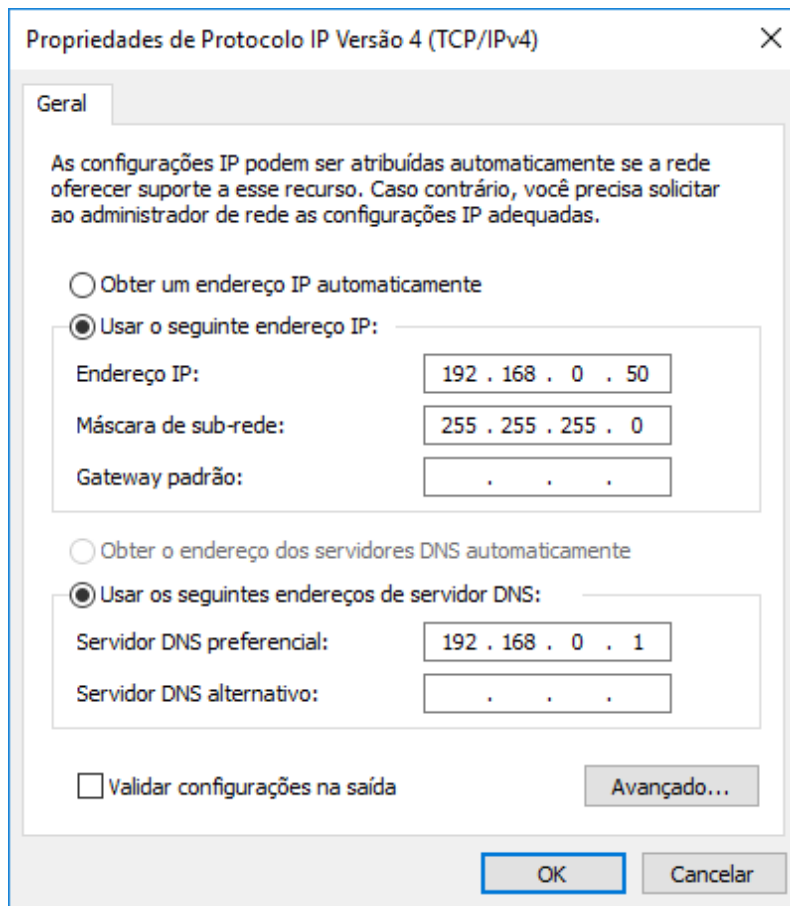 Propriedades de Protocolo IP Versão 4 (TCP/IPv4)
Geral
As configurações IP podem ser atribuídas automaticamente se a rede
oferecer suporte a esse recurso. Caso contrário, você precisa solicitar
ao administrador de rede as configurações IP adequadas.
Obter um endereço IP automaticamente
Usar o seguinte endereço IP:
Endereço IP: 192 . 168 . 0 . 50
Máscara de sub-rede: 255 . 255 . 255 . 0
Gateway padrão: . . .
Obter o endereço dos servidores DNS automaticamente
Usar os seguintes endereços de servidor DNS:
Servidor DNS preferencial: 192 . 168 . 0 . 1
Servidor DNS alternativo: . . .
Validar configurações na saída Avançado...
OK Cancelar